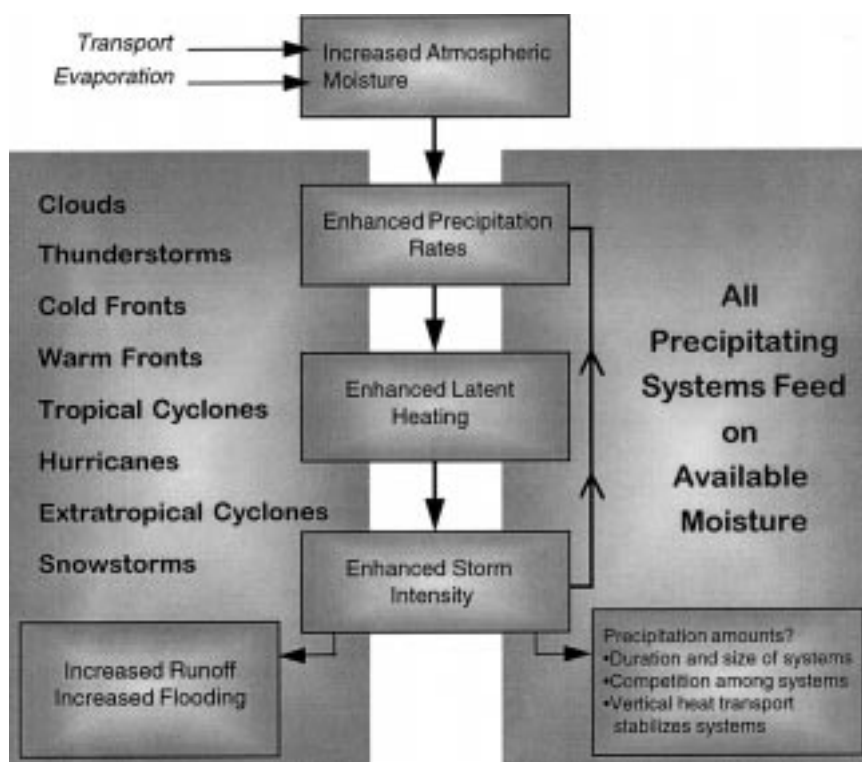 Transport
Evaporation
Increased Atmospheric
Moisture
Clouds
Thunderstorms
Cold Fronts
Warm Fronts
Tropical Cyclones
Hurricanes
Extratropical Cyclones
Snowstorms
Enhanced Precipitation
Rates
Enhanced Latent
Heating
Enhanced Storm
Intensity
All
Precipitating
Systems Feed
on
Available
Moisture
Increased Runoff
Increased Flooding
Precipitation amounts?
•Duration and size of systems
•Competition among systems
•Vertical heat transport
stabilizes systems